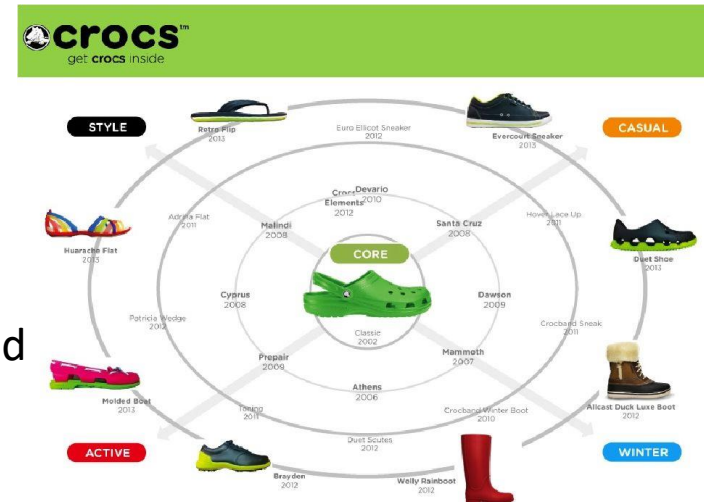 crocs™
get crocs inside
STYLE
Retro Flip
2013
Euro Ellicot Sneaker
2012
Evercourt Sneaker
2013
CASUAL
Crocs Devario
Elements 2010
2012
Adrina Flat
2011
Malindi
2008
Santa Cruz
2008
Hover Lace Up
2011
Huarache Flat
2013
CORE
Duet Shoe
2013
Cyprus
2008
Dawson
2009
Patricia Wedge
2012
Classic
2002
Crocband Sneak
2011
d
Prepair
2009
Mammoth
2007
Athens
2006
Molded Boat
2013
Toning
2011
Crocband Winter Boot
2010
Allcast Duck Luxe Boot
2012
Duet Scutes
2012
ACTIVE
WINTER
Brayden
2012
Welly Rainboot
2012